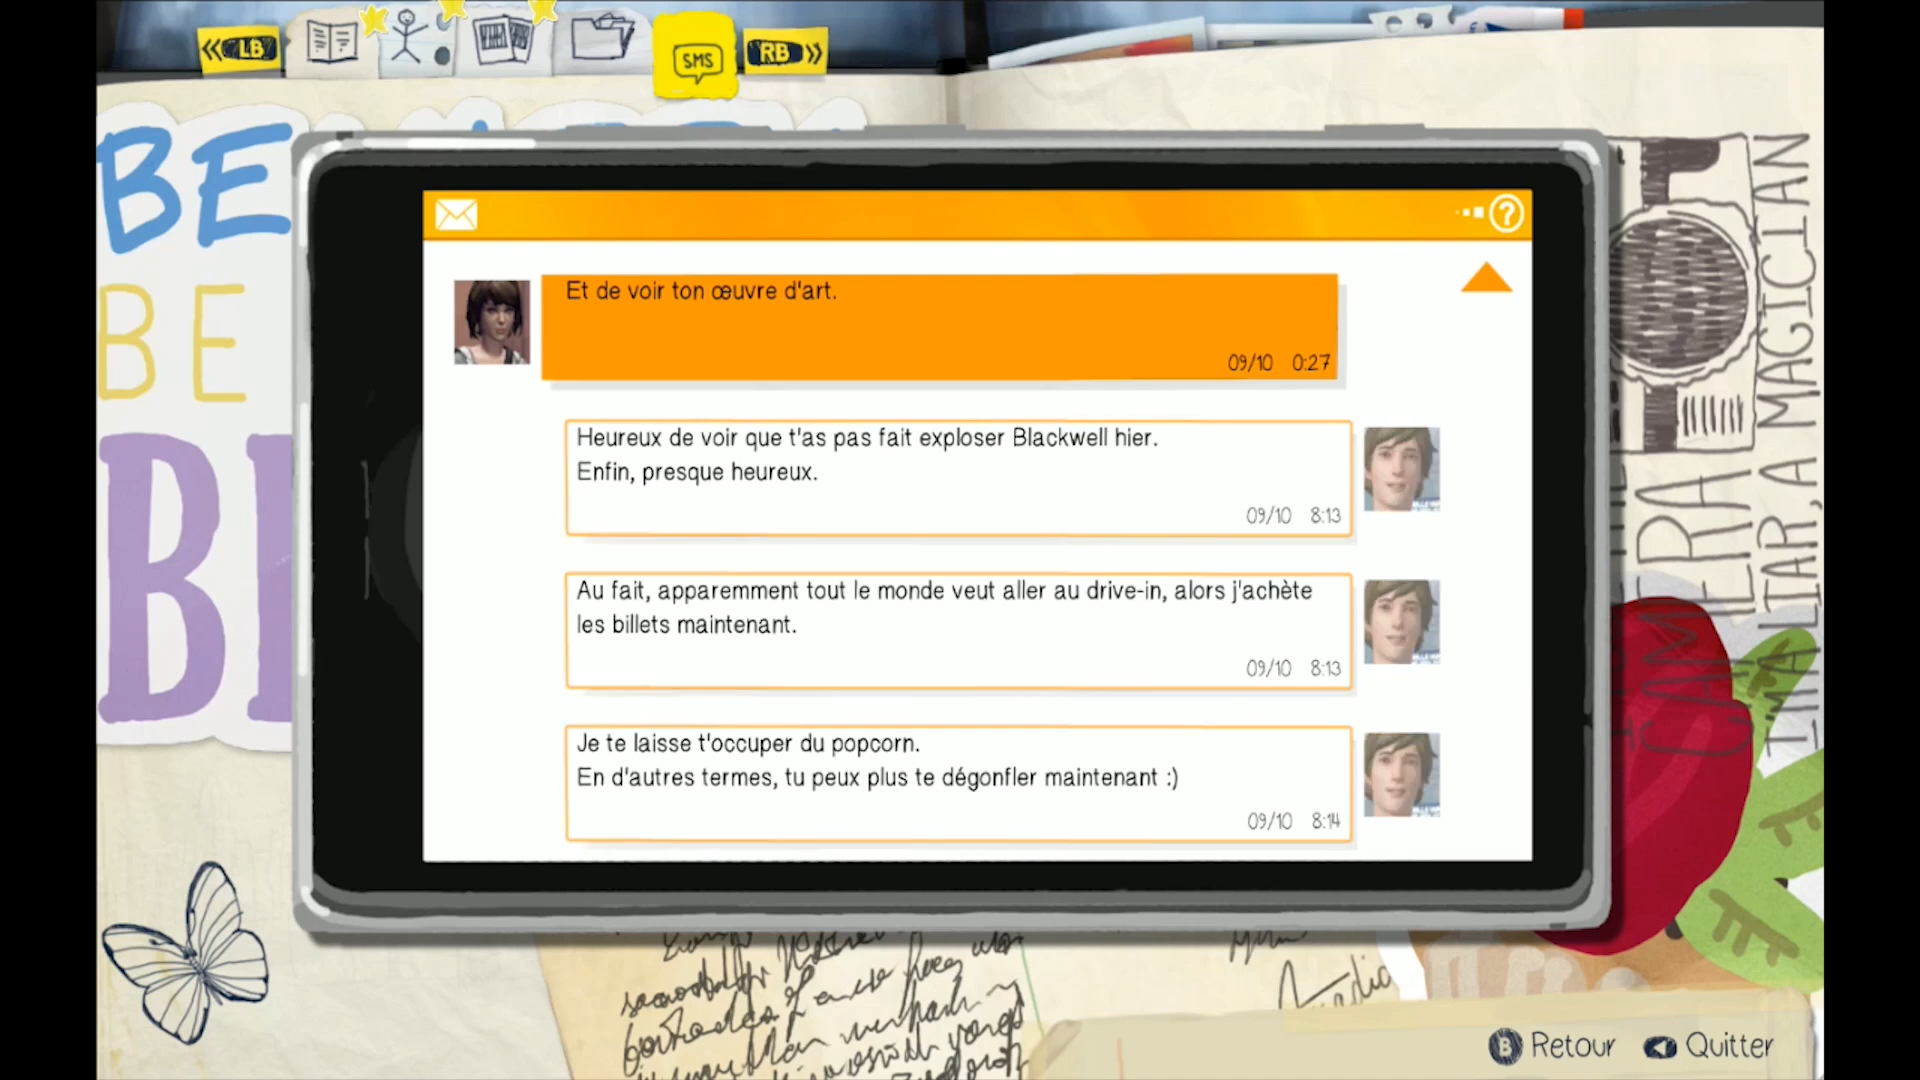 LB
SMS
RB
BE
BE
Et de voir ton œuvre d'art.
09/10 0:27
Heureux de voir que t'as pas fait exploser Blackwell hier.
Enfin, presque heureux.
09/10 8:13
Au fait, apparemment tout le monde veut aller au drive-in, alors j'achète
les billets maintenant.
09/10 8:13
Je te laisse t'occuper du popcorn.
En d'autres termes, tu peux plus te dégonfler maintenant :)
09/10 8:14
A MAGICIAN
B Retour
Quitter